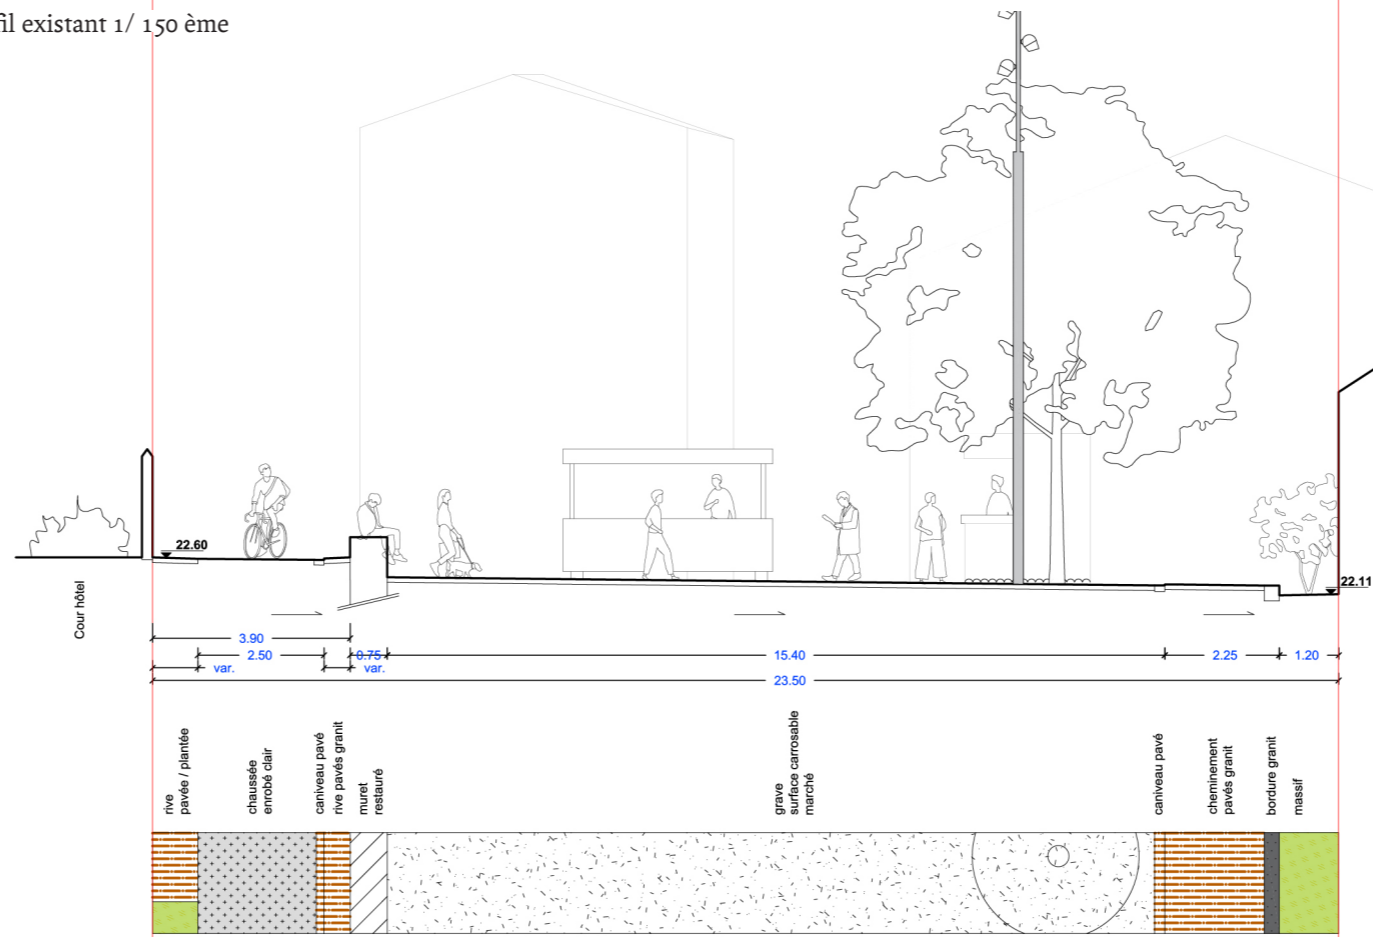 fil existant 1/ 150 ème
22.60
22.11
Cour hôtel
3.90
2.50
0.75
15.40
2.25
1.20
var.
var.
23.50
rive
pavée / plantée
chaussée
enrobé clair
caniveau pavé
rive pavés granit
muret
restauré
grave
surface carrosable
marché
caniveau pavé
cheminement
pavés granit
bordure granit
massif